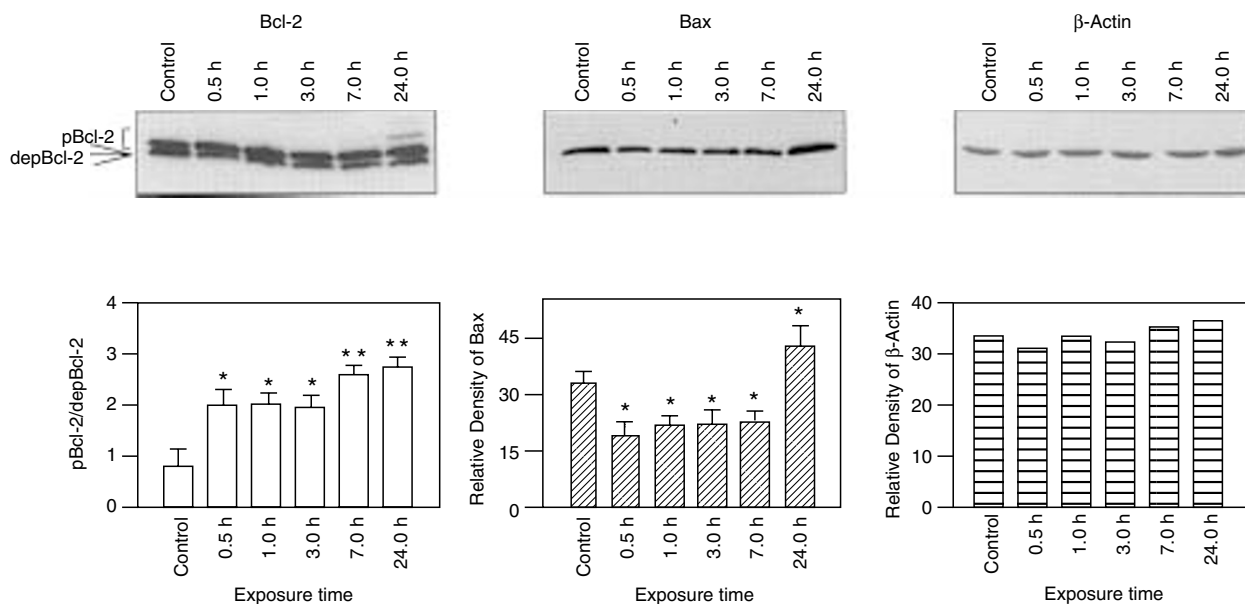 Bcl-2
Control
0.5 h
1.0 h
3.0 h
7.0 h
24.0 h
pBcl-2
depBcl-2
Bax
Control
0.5 h
1.0 h
3.0 h
7.0 h
24.0 h
β-Actin
Control
0.5 h
1.0 h
3.0 h
7.0 h
24.0 h
pBcl-2/depBcl-2
4
3
2
1
0
*
*
*
**
**
Control
0.5 h
1.0 h
3.0 h
7.0 h
24.0 h
Exposure time
Relative Density of Bax
45
30
15
0
*
*
*
*
*
Control
0.5 h
1.0 h
3.0 h
7.0 h
24.0 h
Exposure time
Relative Density of β-Actin
40
30
20
10
0
Control
0.5 h
1.0 h
3.0 h
7.0 h
24.0 h
Exposure time